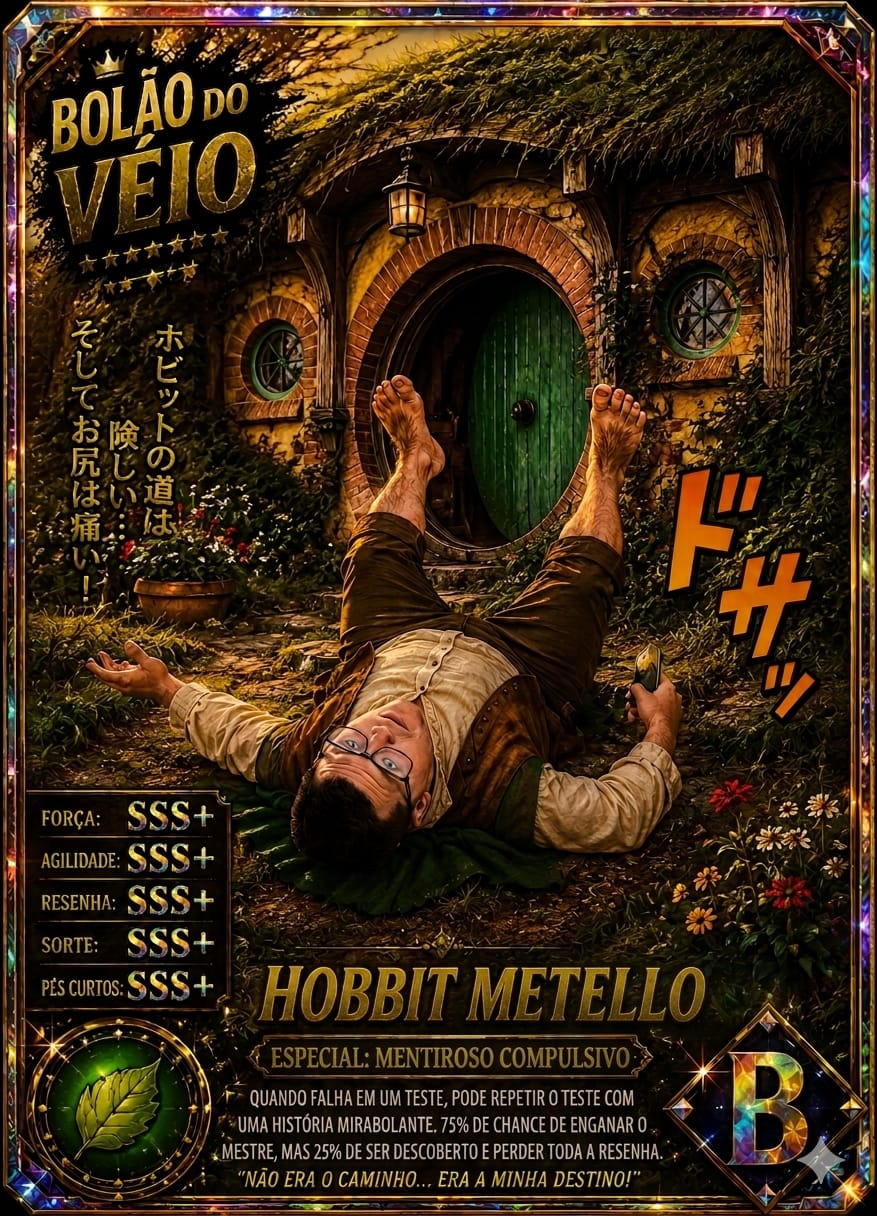 BOLÃO DO
VÉIO
ホビットの道は
険しい…
そしてお尻は痛い！
ドサッ
FORÇA: SSS+
AGILIDADE: SSS+
RESENHA: SSS+
SORTE: SSS+
PÉS CURTOS: SSS+
HOBBIT METELLO
ESPECIAL: MENTIROSO COMPULSIVO
QUANDO FALHA EM UM TESTE, PODE REPETIR O TESTE COM
UMA HISTÓRIA MIRABOLANTE. 75% DE CHANCE DE ENGANAR O
MESTRE, MAS 25% DE SER DESCOBERTO E PERDER TODA A RESENHA.
"NÃO ERA O CAMINHO... ERA A MINHA DESTINO!"
B